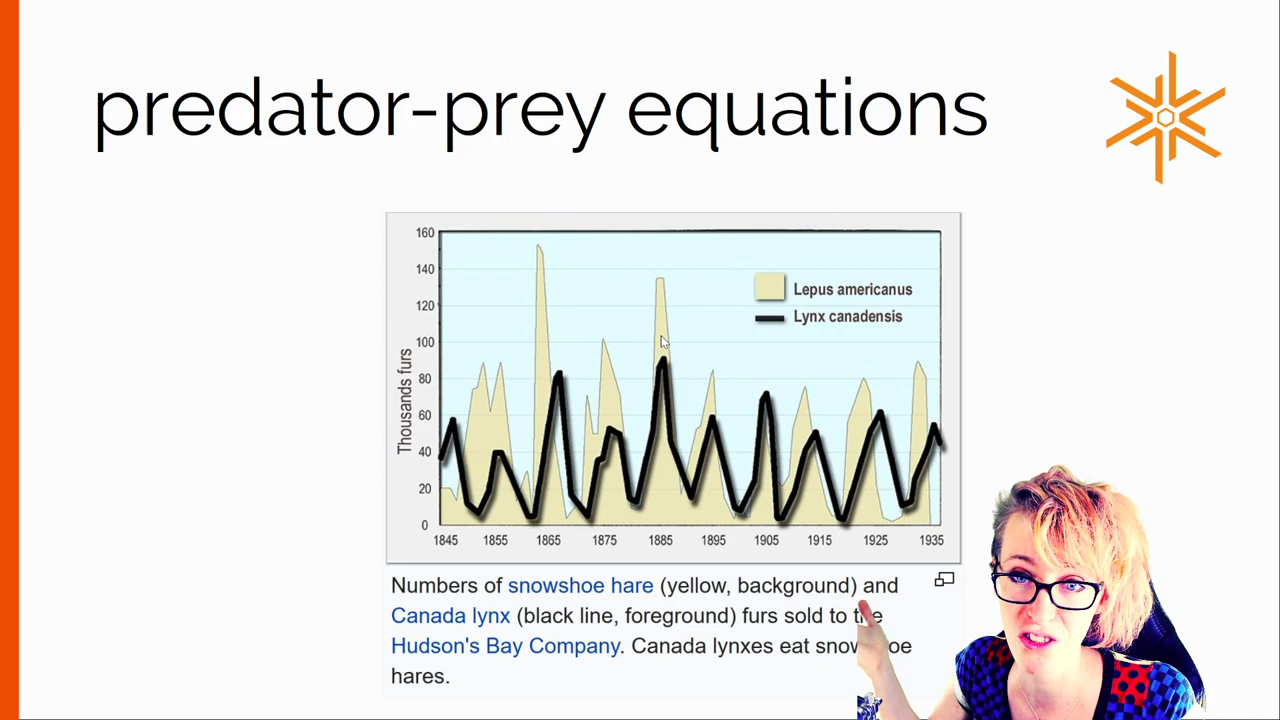 predator-prey equations
160
140
120
100
80
60
40
20
0
Thousands furs
Lepus americanus
Lynx canadensis
1845 1855 1865 1875 1885 1895 1905 1915 1925 1935
Numbers of snowshoe hare (yellow, background) and
Canada lynx (black line, foreground) furs sold to the
Hudson's Bay Company. Canada lynxes eat snowshoe
hares.